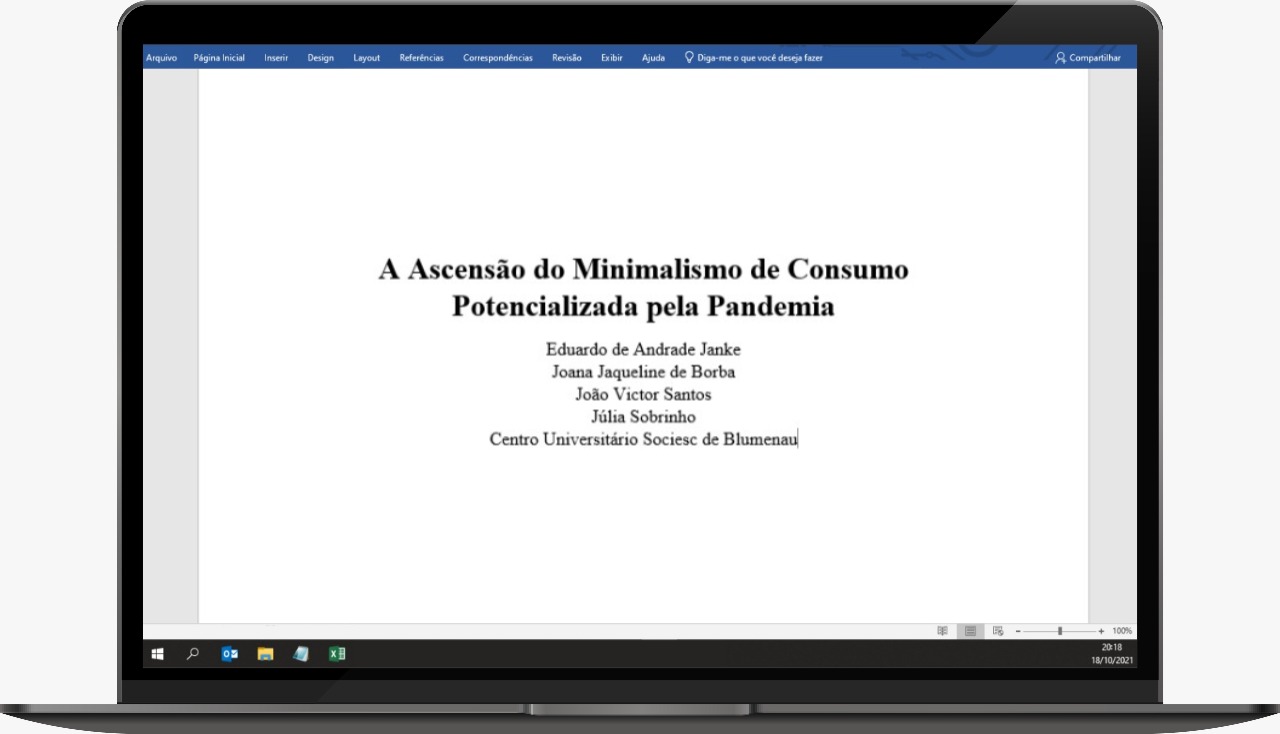 Arquivo Página Inicial Inserir Design Layout Referências Correspondências Revisão Exibir Ajuda Diga-me o que você deseja fazer Compartilhar
A Ascensão do Minimalismo de Consumo
Potencializada pela Pandemia
Eduardo de Andrade Janke
Joana Jaqueline de Borba
João Victor Santos
Júlia Sobrinho
Centro Universitário Sociesc de Blumenau
100%
20:18
18/10/2021